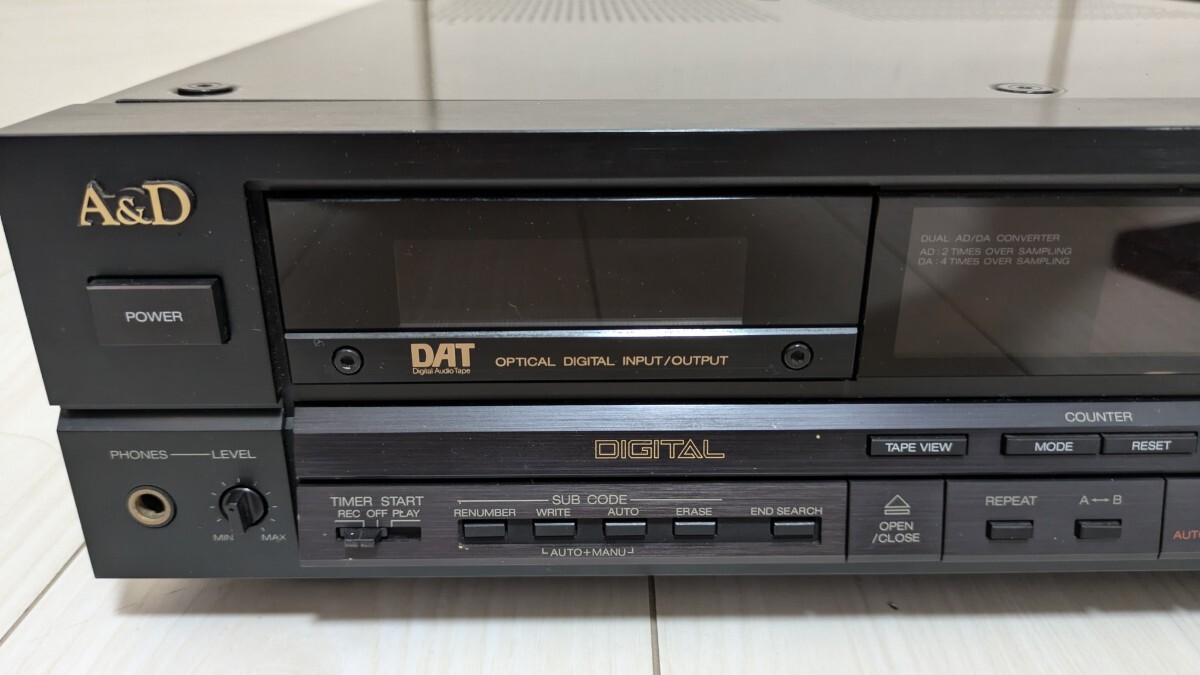 A&D
POWER
DUAL AD/DA CONVERTER
AD : 2 TIMES OVER SAMPLING
DA : 4 TIMES OVER SAMPLING
DAT
Digital Audio Tape
OPTICAL DIGITAL INPUT/OUTPUT
COUNTER
DIGITAL
TAPE VIEW
MODE
RESET
PHONES
LEVEL
MIN
MAX
TIMER START
REC OFF PLAY
SUB CODE
RENUMBER
WRITE
AUTO
ERASE
END SEARCH
AUTO+MANU
OPEN
/CLOSE
REPEAT
A↔B
AUTO